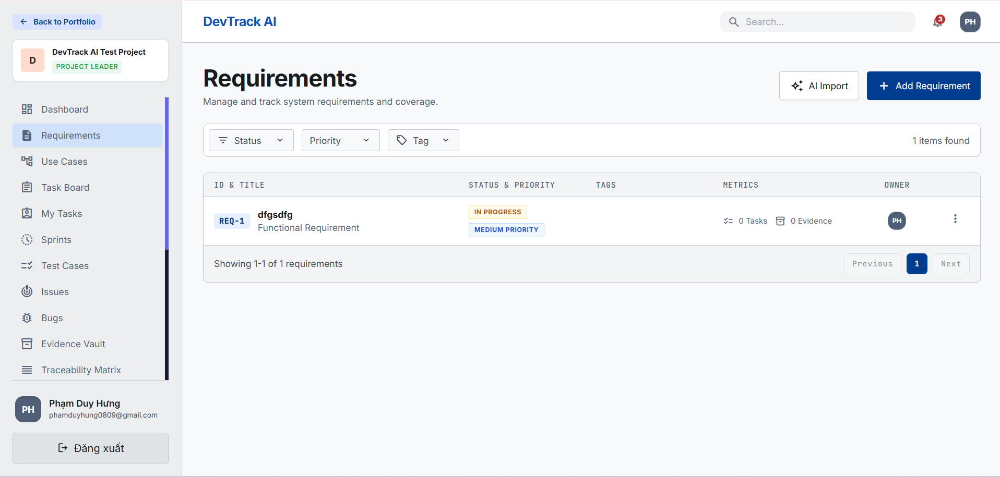 Back to Portfolio
D
DevTrack AI Test Project
PROJECT LEADER
Dashboard
Requirements
Use Cases
Task Board
My Tasks
Sprints
Test Cases
Issues
Bugs
Evidence Vault
Traceability Matrix
PH
Phạm Duy Hưng
phamduyhung0809@gmail.com
Đăng xuất
DevTrack AI
Search...
3
PH
Requirements
Manage and track system requirements and coverage.
AI Import
Add Requirement
Status
Priority
Tag
1 items found
ID & TITLE
STATUS & PRIORITY
TAGS
METRICS
OWNER
REQ-1
dfgsdfg
Functional Requirement
IN PROGRESS
MEDIUM PRIORITY
0 Tasks
0 Evidence
PH
Showing 1-1 of 1 requirements
Previous
1
Next